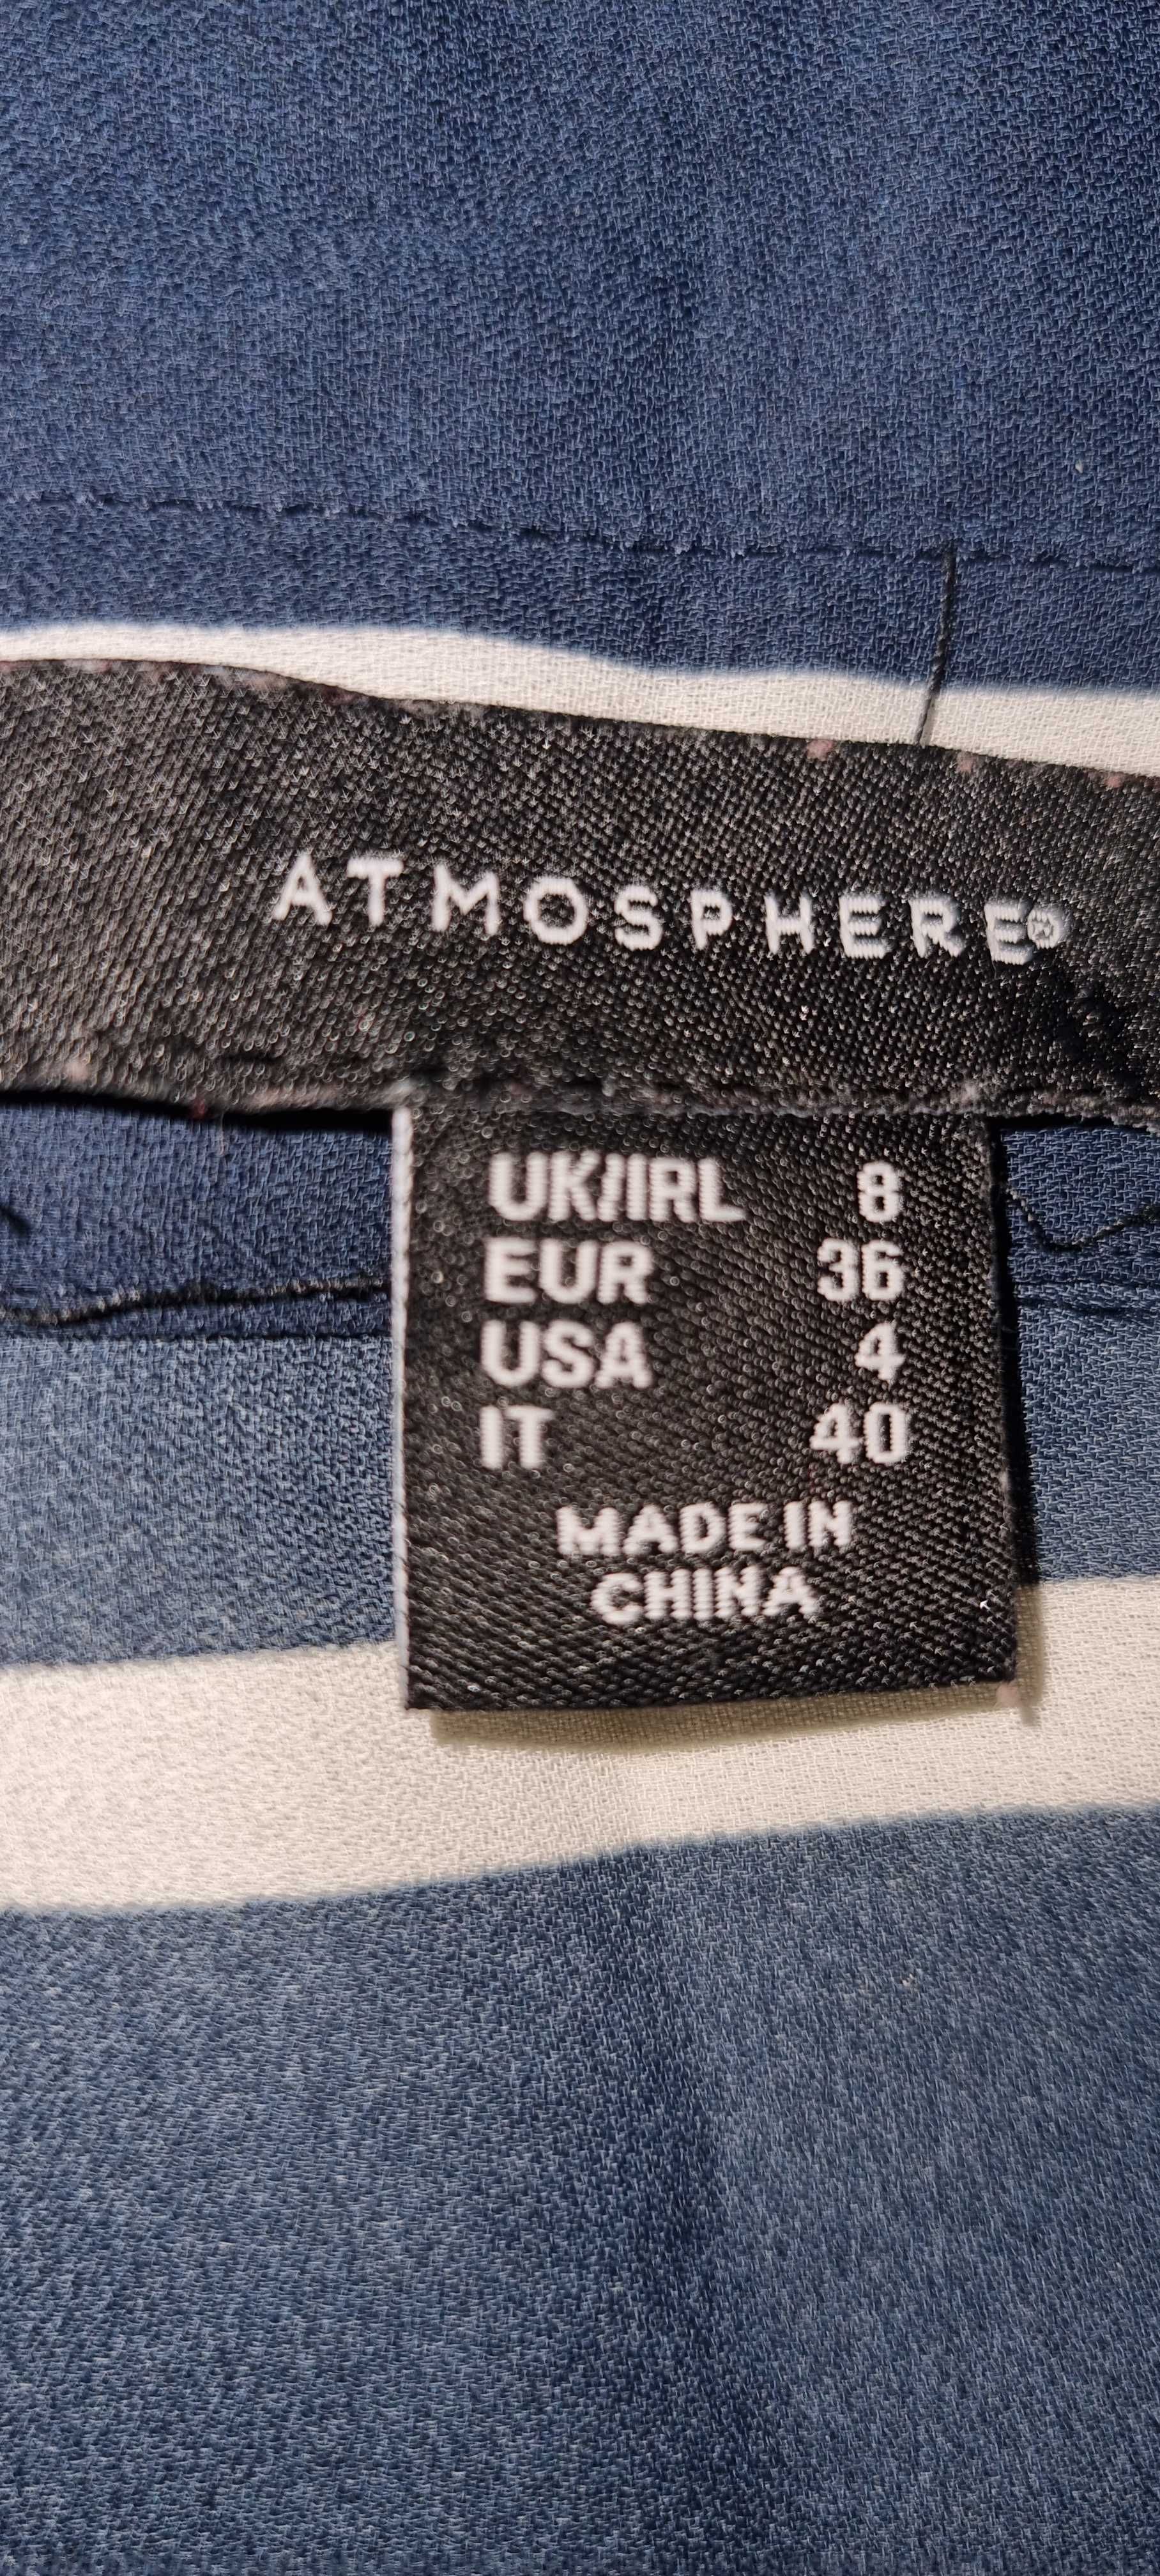 ATMOSPHERE®
UK/IRL 8
EUR 36
USA 4
IT 40
MADE IN
CHINA